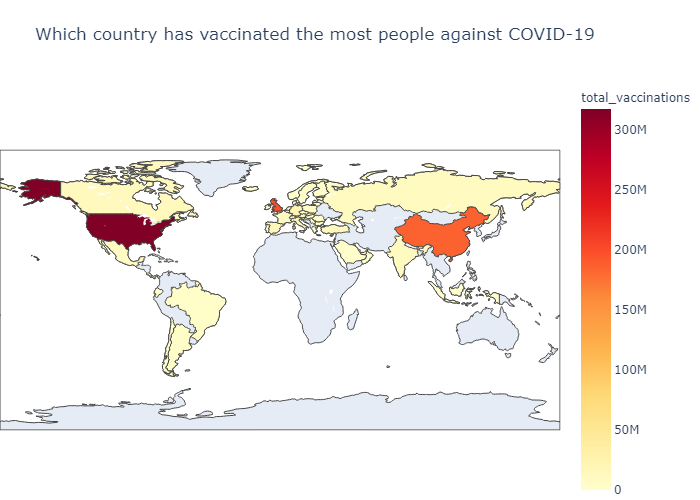 Which country has vaccinated the most people against COVID-19
total_vaccinations
300M
250M
200M
150M
100M
50M
0